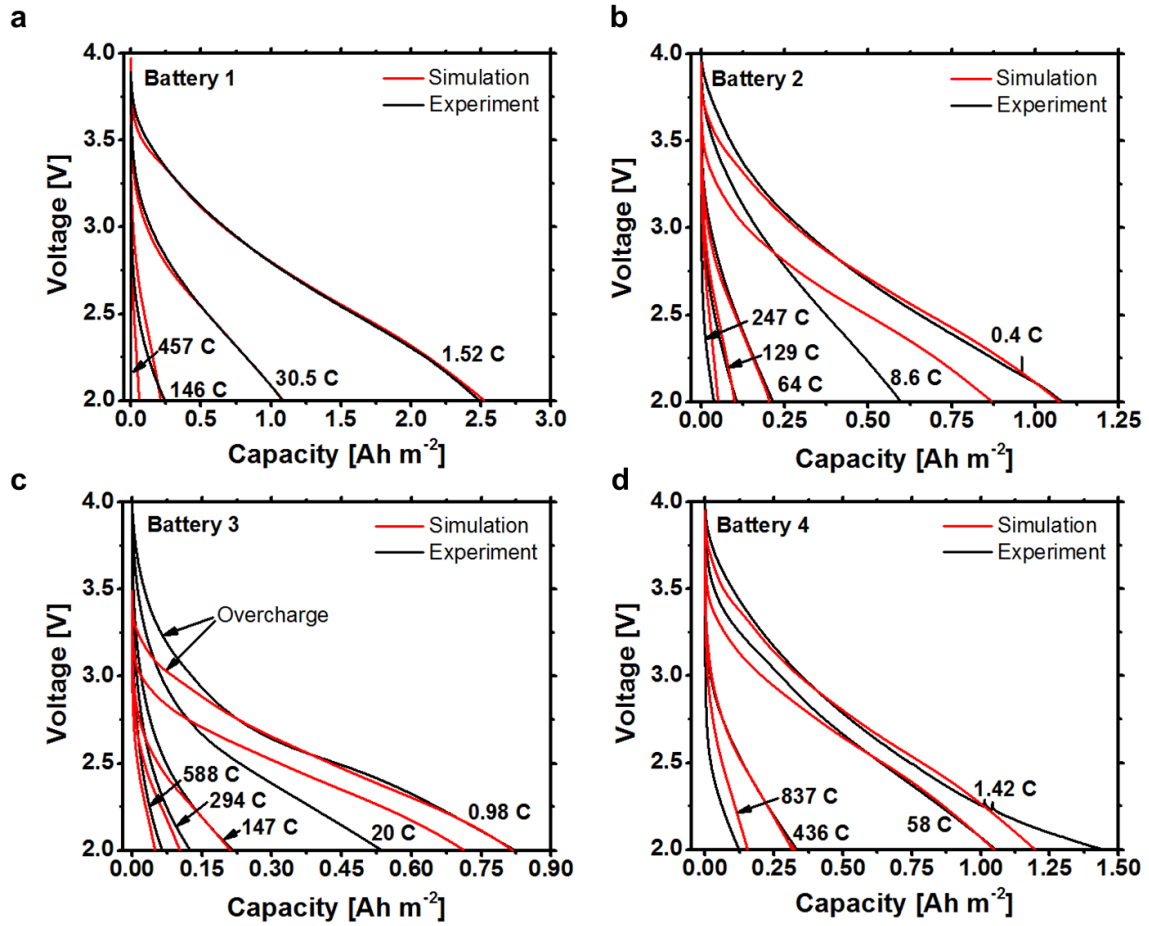 a
Battery 1
Simulation
Experiment
4.0
3.5
3.0
2.5
2.0
Voltage [V]
457 C
146 C
30.5 C
1.52 C
0.0 0.5 1.0 1.5 2.0 2.5 3.0
Capacity [Ah m⁻²]
b
Battery 2
Simulation
Experiment
4.0
3.5
3.0
2.5
2.0
Voltage [V]
247 C
129 C
64 C
8.6 C
0.4 C
0.00 0.25 0.50 0.75 1.00 1.25
Capacity [Ah m⁻²]
c
Battery 3
Simulation
Experiment
Overcharge
4.0
3.5
3.0
2.5
2.0
Voltage [V]
588 C
294 C
147 C
20 C
0.98 C
0.00 0.15 0.30 0.45 0.60 0.75 0.90
Capacity [Ah m⁻²]
d
Battery 4
Simulation
Experiment
4.0
3.5
3.0
2.5
2.0
Voltage [V]
837 C
436 C
58 C
1.42 C
0.00 0.25 0.50 0.75 1.00 1.25 1.50
Capacity [Ah m⁻²]